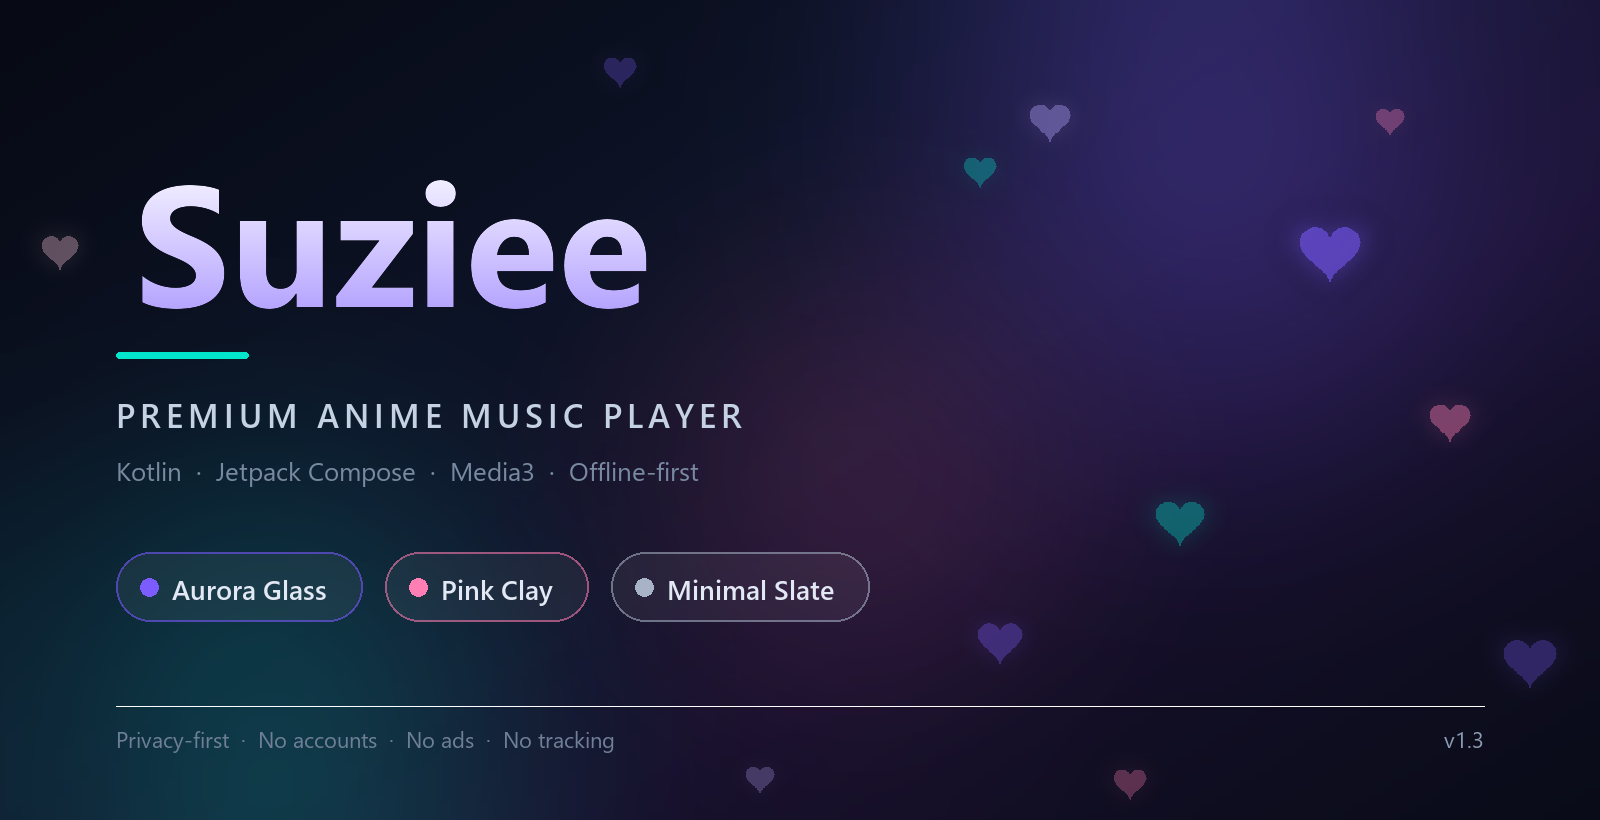 Suziee
PREMIUM ANIME MUSIC PLAYER
Kotlin · Jetpack Compose · Media3 · Offline-first
Aurora Glass
Pink Clay
Minimal Slate
Privacy-first · No accounts · No ads · No tracking
v1.3